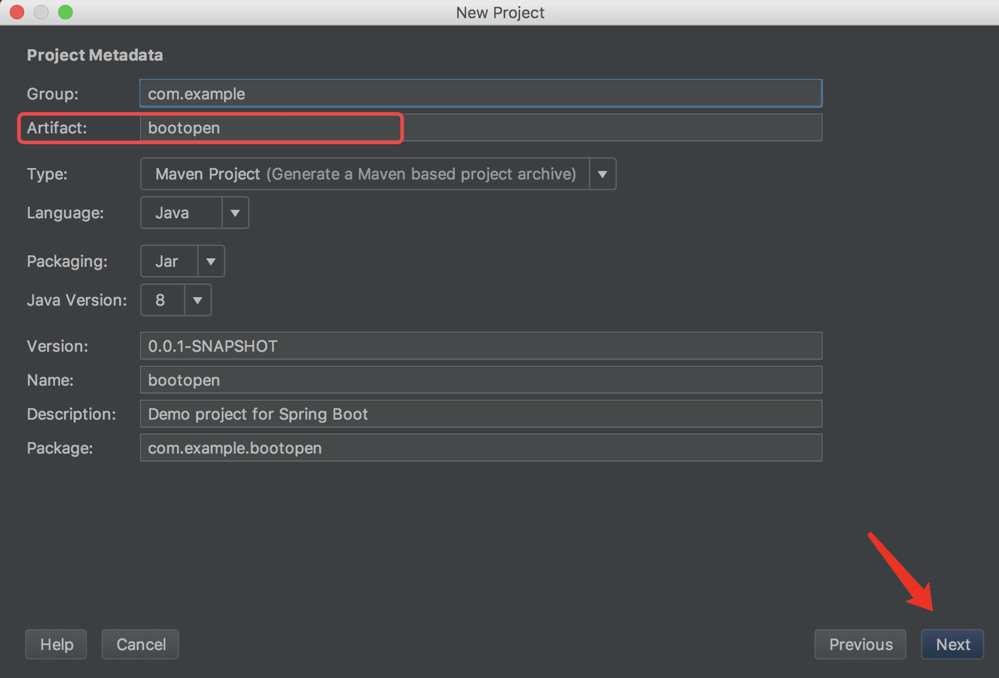 New Project
Project Metadata
Group: com.example
Artifact: bootopen
Type: Maven Project (Generate a Maven based project archive)
Language: Java
Packaging: Jar
Java Version: 8
Version: 0.0.1-SNAPSHOT
Name: bootopen
Description: Demo project for Spring Boot
Package: com.example.bootopen
Help Cancel Previous Next